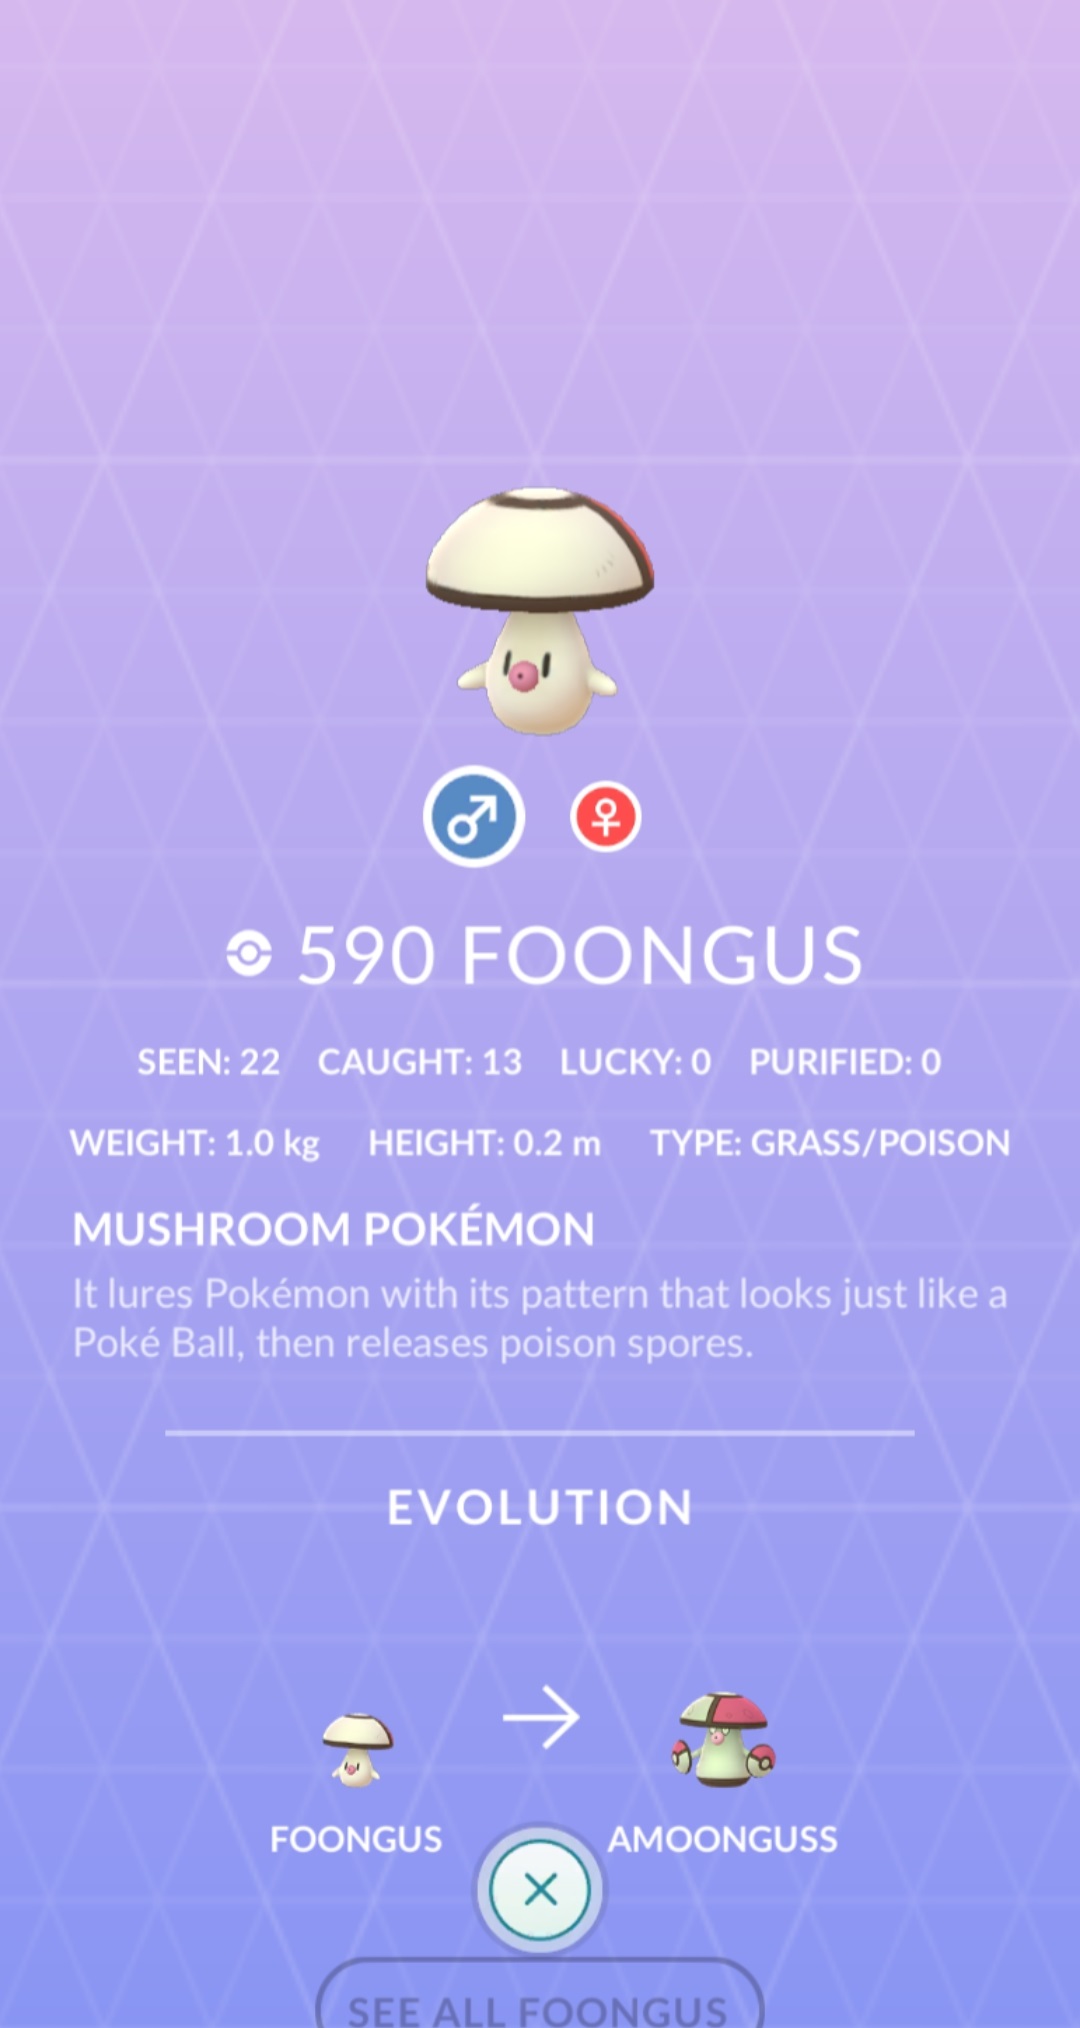 590 FOONGUS
SEEN: 22 CAUGHT: 13 LUCKY: 0 PURIFIED: 0
WEIGHT: 1.0 kg HEIGHT: 0.2 m TYPE: GRASS/POISON
MUSHROOM POKÉMON
It lures Pokémon with its pattern that looks just like a
Poké Ball, then releases poison spores.
EVOLUTION
FOONGUS AMOONGUSS
SEE ALL FOONGUS